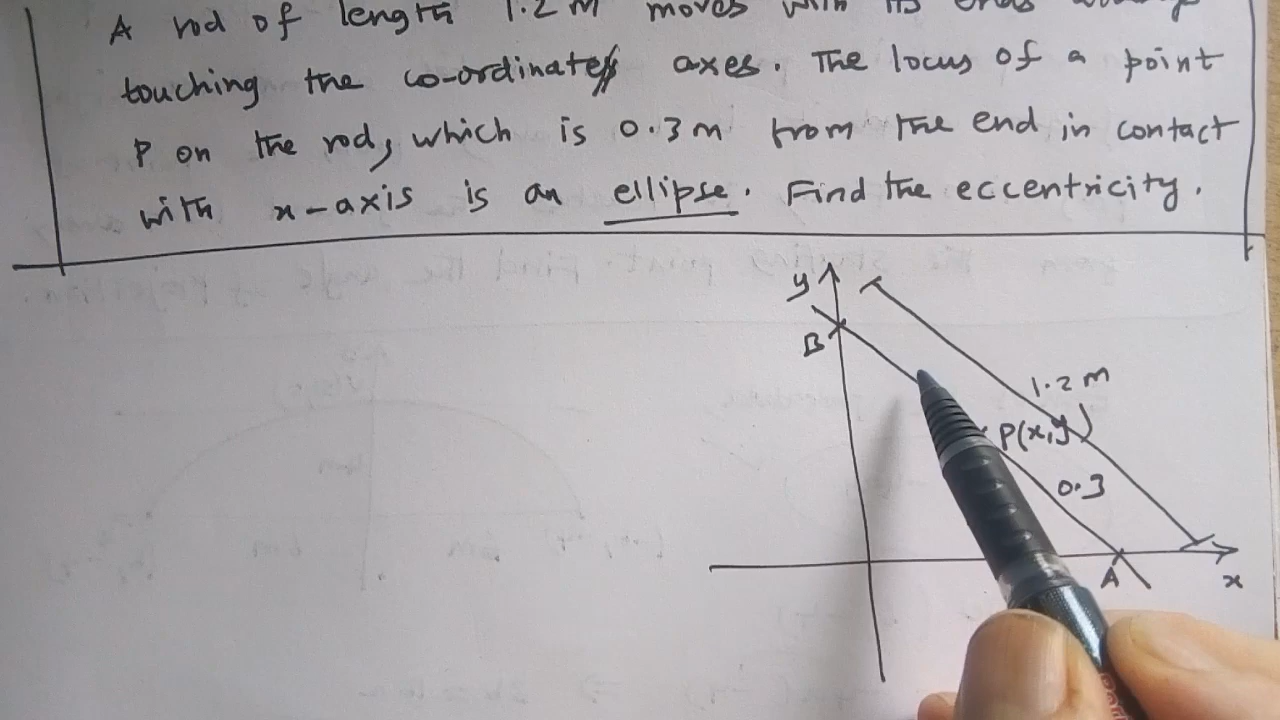 A rod of length 1.2 M moves with its ends always
touching the co-ordinates axes. The locus of a point
P on the rod, which is 0.3 m from the end in contact
with x-axis is an ellipse. Find the eccentricity.
y
B
1.2 m
P(x,y)
0.3
A
x